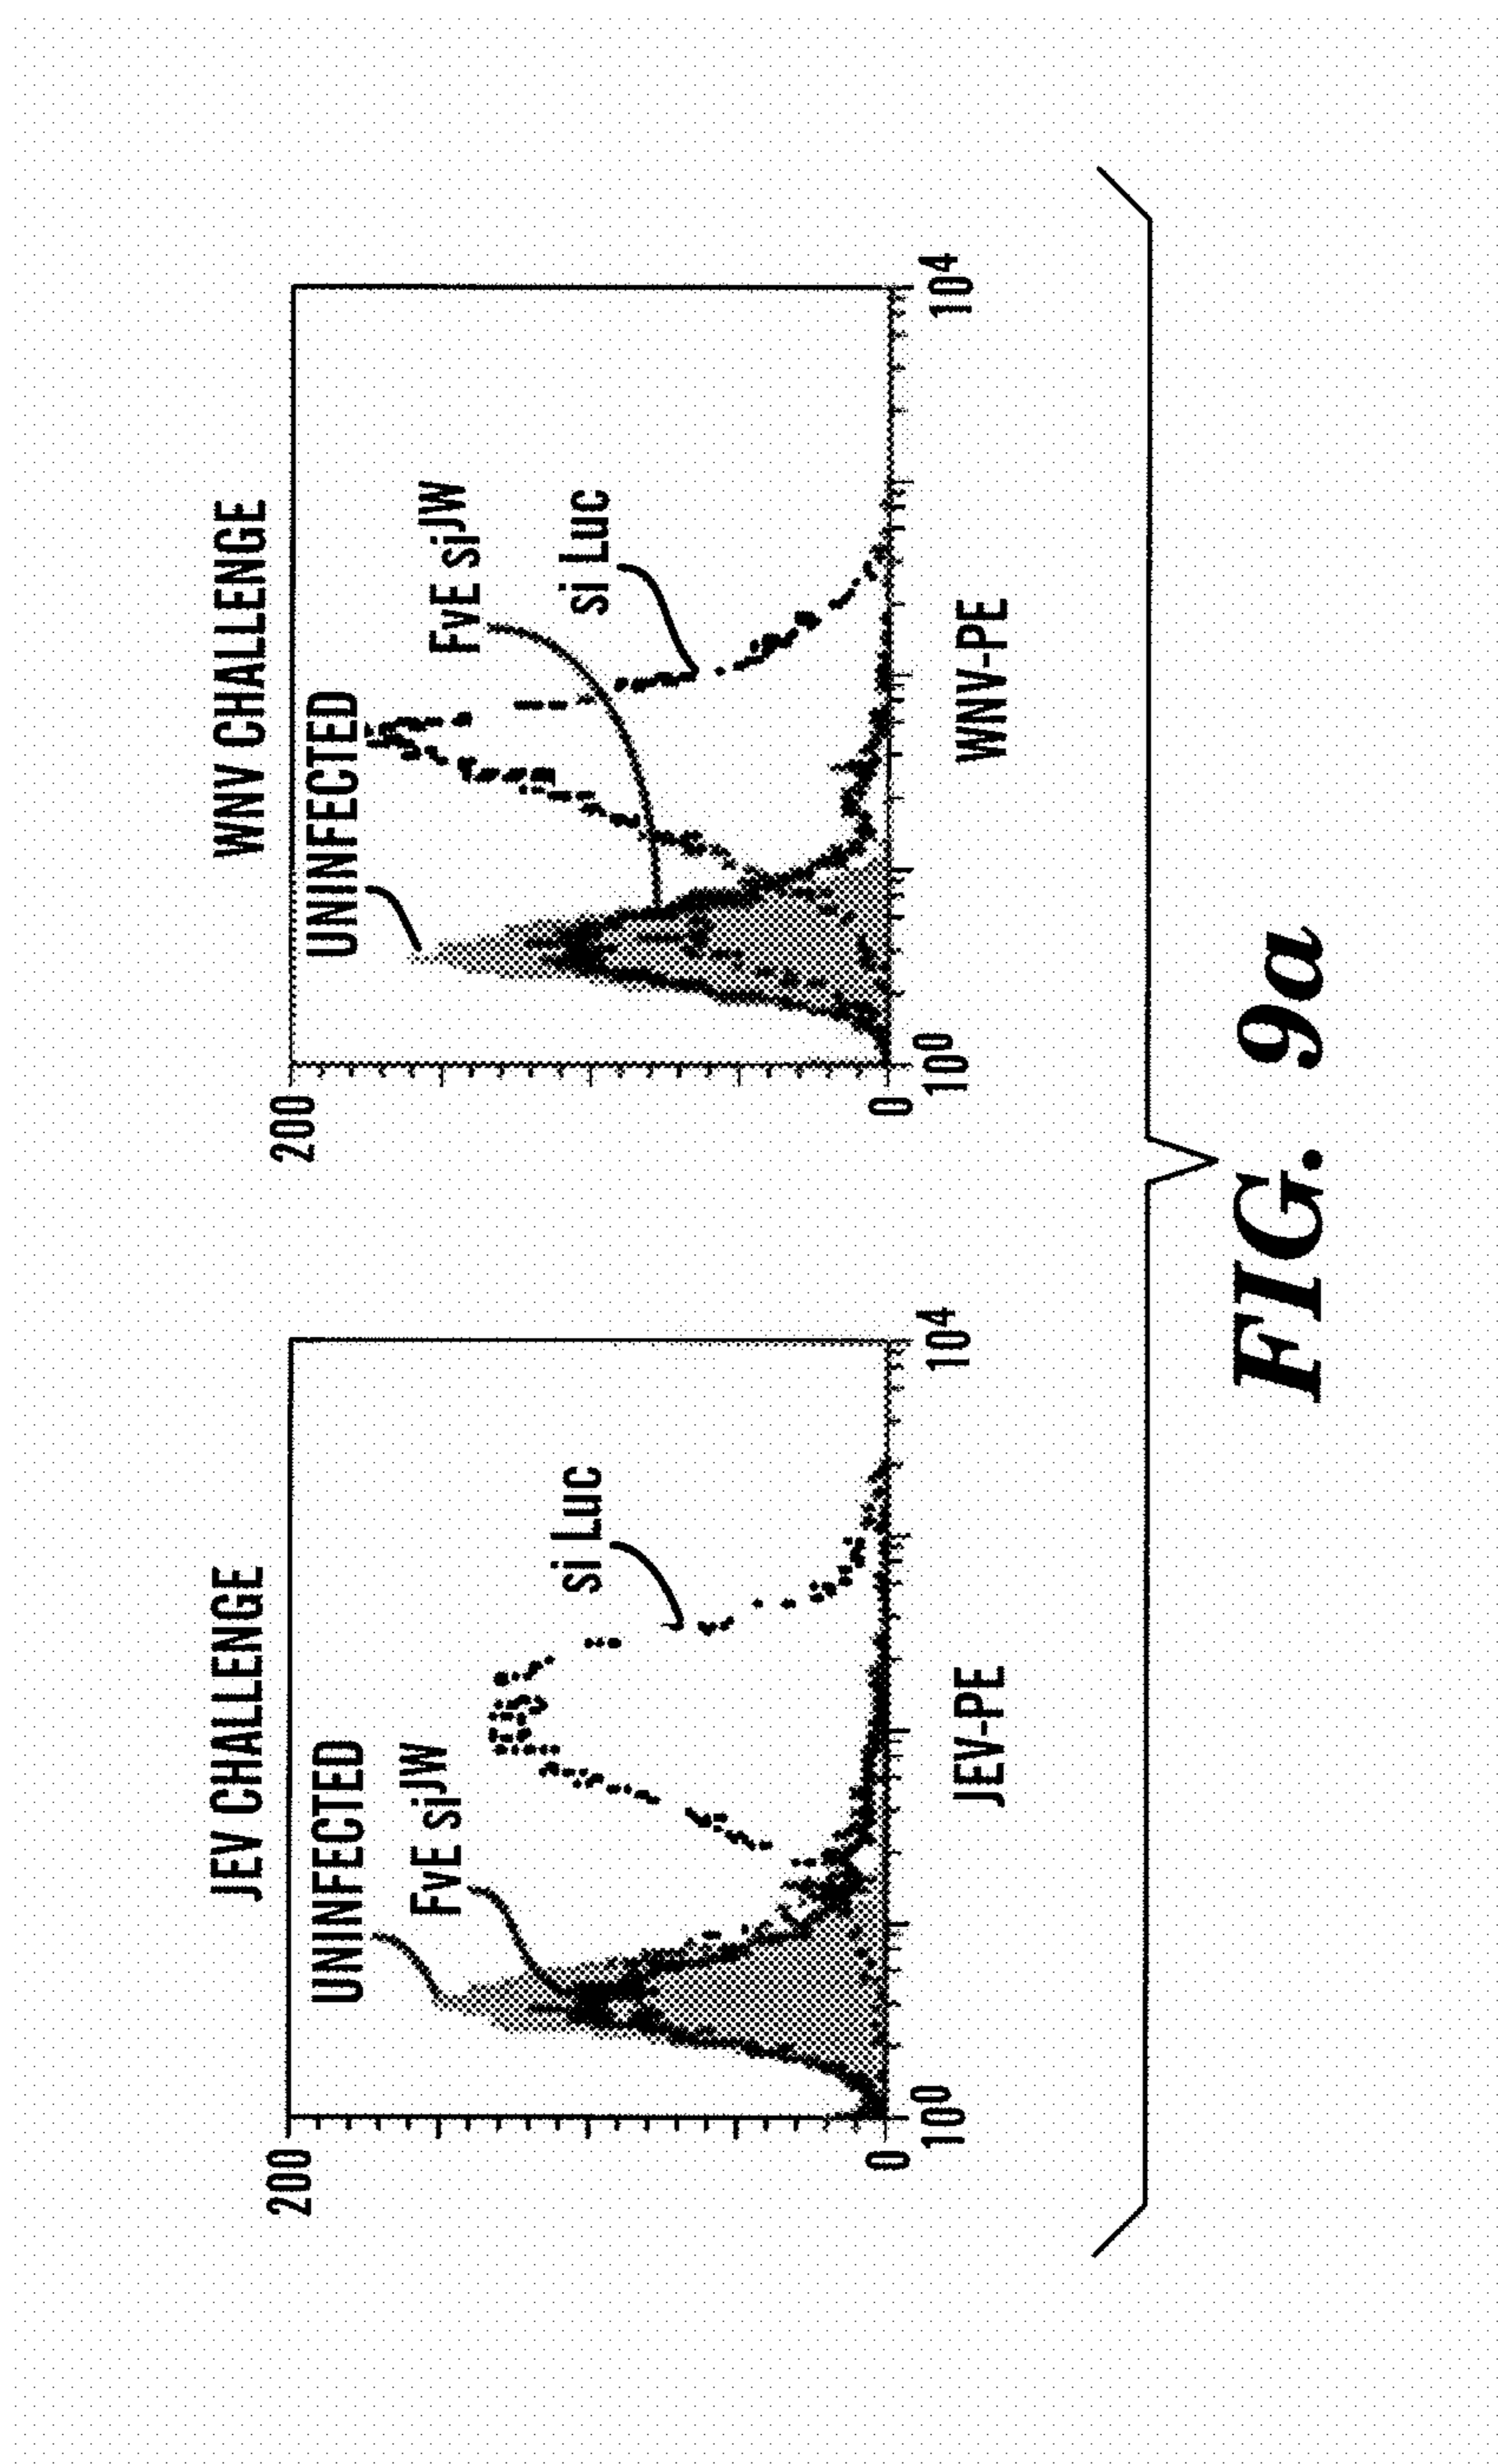 JEV CHALLENGE
200
UNINFECTED
FvE siJW
si Luc
0
10⁰
10⁴
JEV-PE
WNV CHALLENGE
200
UNINFECTED
FvE siJW
si Luc
0
10⁰
10⁴
WNV-PE
FIG. 9a